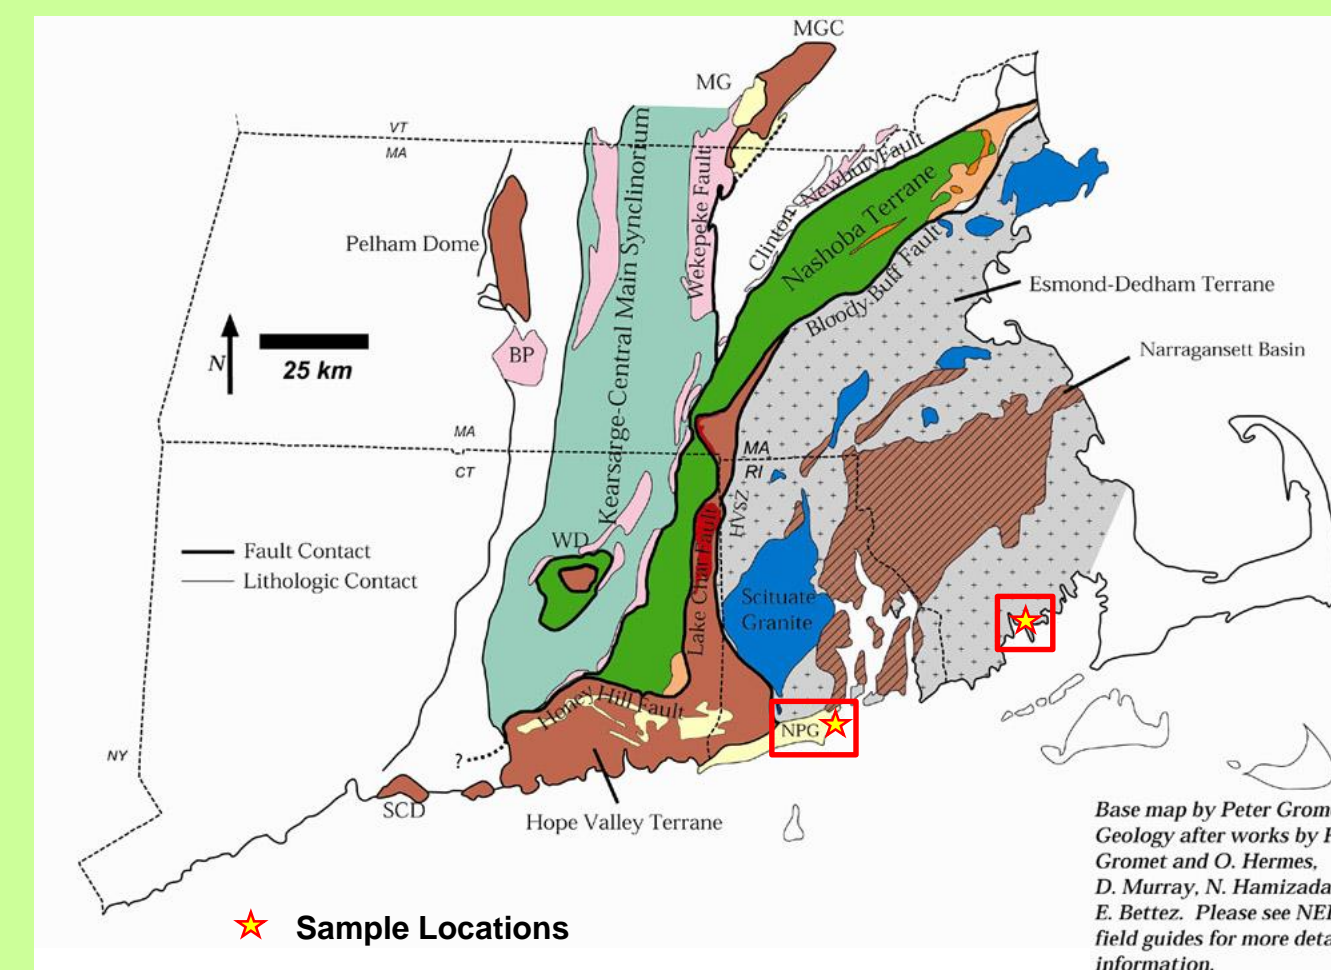 MGC
MG
VT
MA
Kearsarge-Central Main Synclinorium
Wekepeke Fault
Clinton Newbury Fault
Nashoba Terrane
Bloody Buff Fault
Pelham Dome
Esmond-Dedham Terrane
Narragansett Basin
N
25 km
BP
MA
CT
MA
RI
HVSZ
WD
Fault Contact
Lithologic Contact
Lake Char Fault
Scituate
Granite
Honey Hill Fault
NPG
NY
?
SCD
Hope Valley Terrane
Base map by Peter Grom
Geology after works by
Gromet and O. Hermes,
D. Murray, N. Hamizada
E. Bettez. Please see
field guides for more
information.
Sample Locations